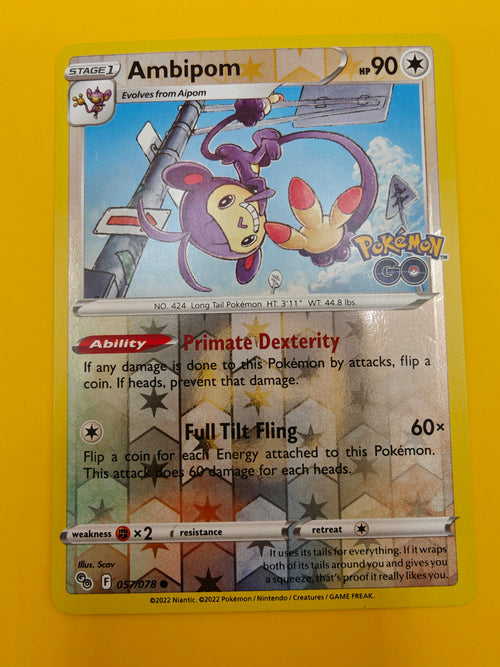 STAGE 1 Ambipom HP 90
Evolves from Aipom
Pokémon
GO
NO. 424 Long Tail Pokémon HT: 3'11" WT: 44.8 lbs.
Ability Primate Dexterity
If any damage is done to this Pokémon by attacks, flip a
coin. If heads, prevent that damage.
Full Tilt Fling 60×
Flip a coin for each Energy attached to this Pokémon.
This attack does 60 damage for each heads.
weakness ×2 resistance retreat
Illus. Scav
F 057/078
It uses its tails for everything. If it wraps
both of its tails around you and gives you
a squeeze, that's proof it really likes you.
©2022 Niantic. ©2022 Pokémon / Nintendo / Creatures / GAME FREAK.